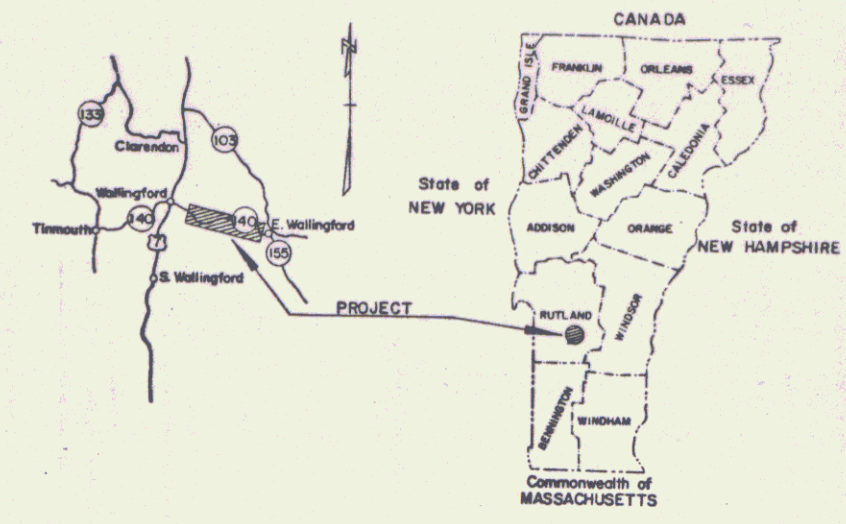 CANADA
N
GRAND ISLE
FRANKLIN
ORLEANS
ESSEX
133
LAMOILLE
Clarendon
103
CHITTENDEN
WASHINGTON
CALEDONIA
State of
NEW YORK
Wallingford
140
140
E. Wallingford
Tinmouth
7
155
ADDISON
ORANGE
State of
NEW HAMPSHIRE
S. Wallingford
PROJECT
RUTLAND
WINDSOR
BENNINGTON
WINDHAM
Commonwealth of
MASSACHUSETTS